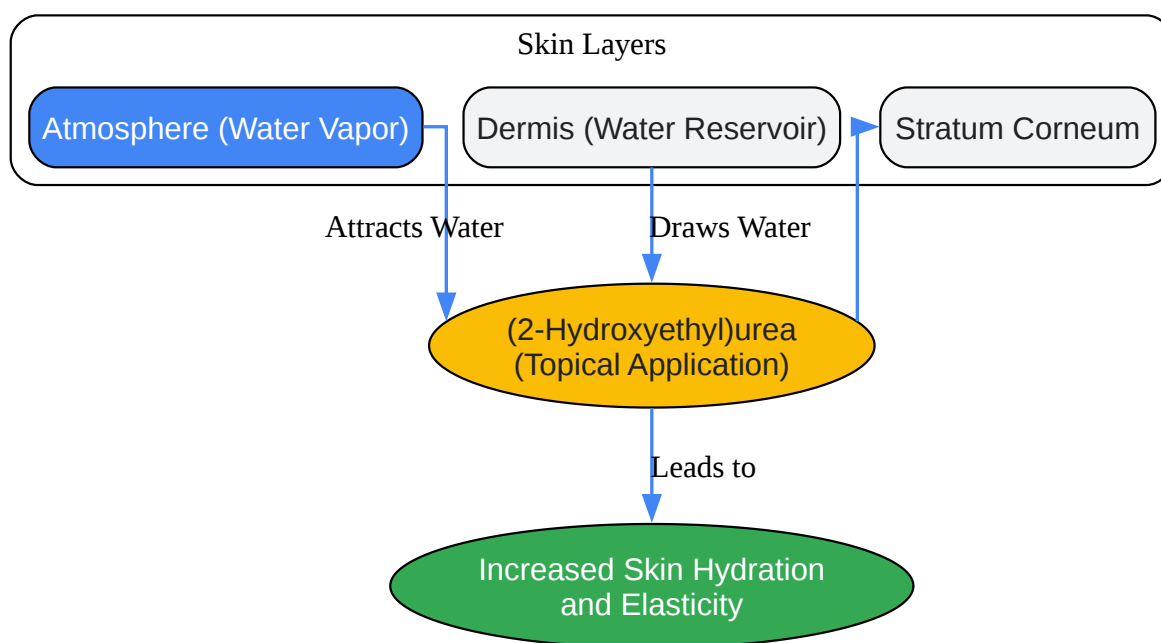 Skin Layers
Atmosphere (Water Vapor)
Dermis (Water Reservoir)
Stratum Corneum
Attracts Water
Draws Water
(2-Hydroxyethyl)urea
(Topical Application)
Leads to
Increased Skin Hydration
and Elasticity